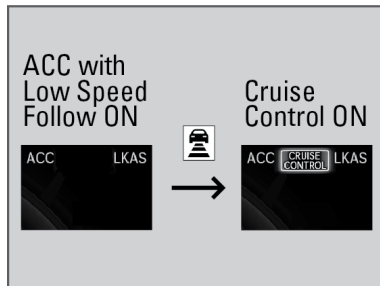 ACC with
Low Speed
Follow ON
Cruise
Control ON
ACC LKAS
ACC CRUISE CONTROL LKAS